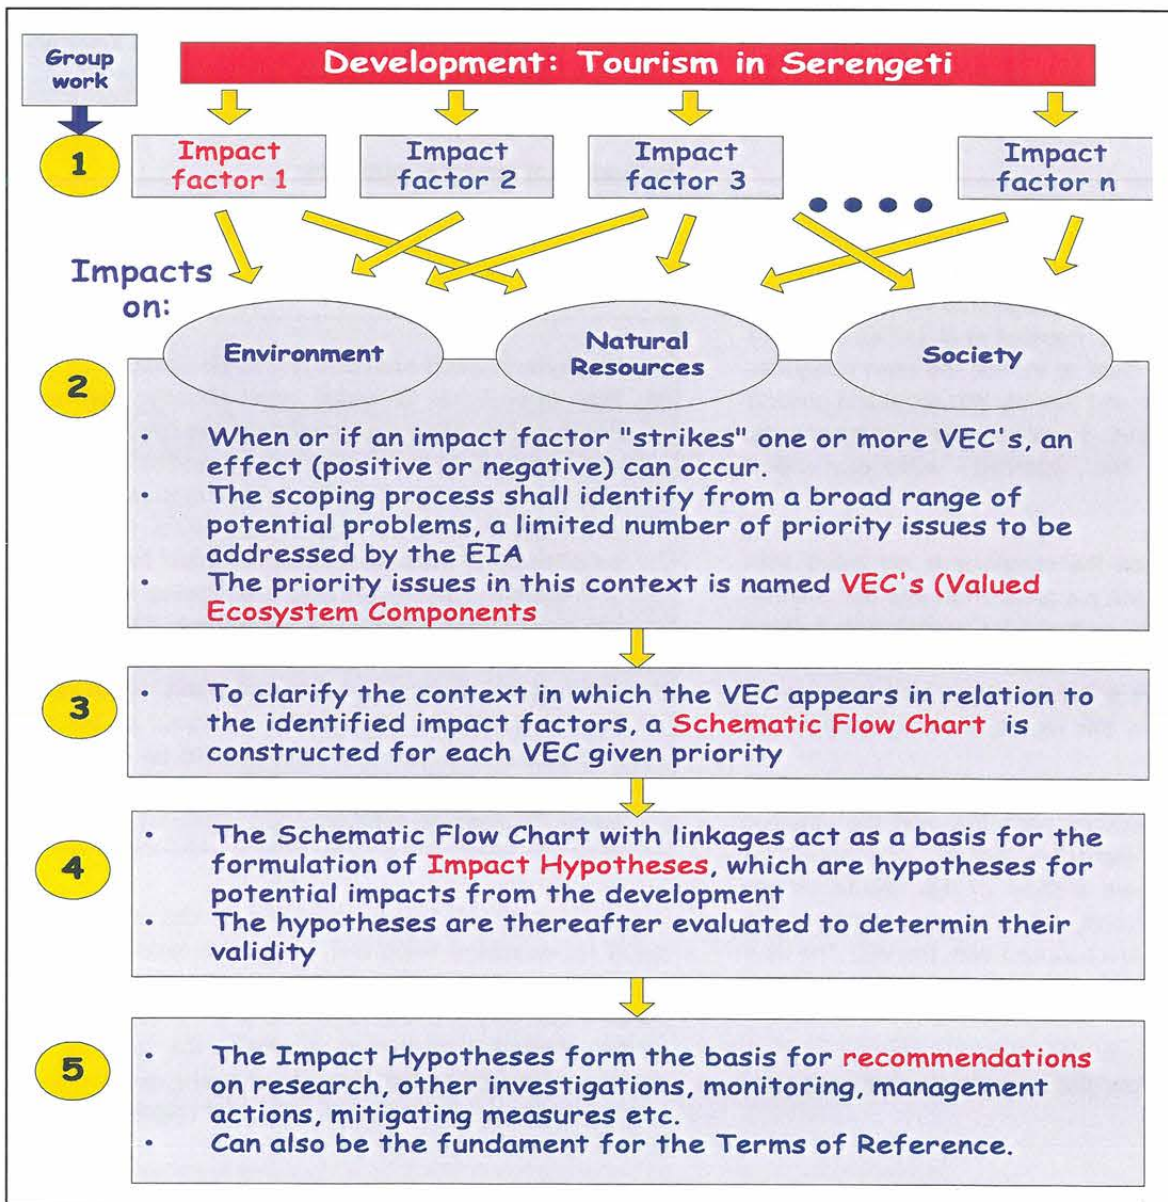 Group
work
Development: Tourism in Serengeti
1
Impact
factor 1
Impact
factor 2
Impact
factor 3
Impact
factor n
Impacts
on:
Environment
Natural
Resources
Society
2
• When or if an impact factor "strikes" one or more VEC's, an
effect (positive or negative) can occur.
• The scoping process shall identify from a broad range of
potential problems, a limited number of priority issues to be
addressed by the EIA
• The priority issues in this context is named VEC's (Valued
Ecosystem Components
3
• To clarify the context in which the VEC appears in relation to
the identified impact factors, a Schematic Flow Chart is
constructed for each VEC given priority
4
• The Schematic Flow Chart with linkages act as a basis for the
formulation of Impact Hypotheses, which are hypotheses for
potential impacts from the development
• The hypotheses are thereafter evaluated to determin their
validity
5
• The Impact Hypotheses form the basis for recommendations
on research, other investigations, monitoring, management
actions, mitigating measures etc.
• Can also be the fundament for the Terms of Reference.